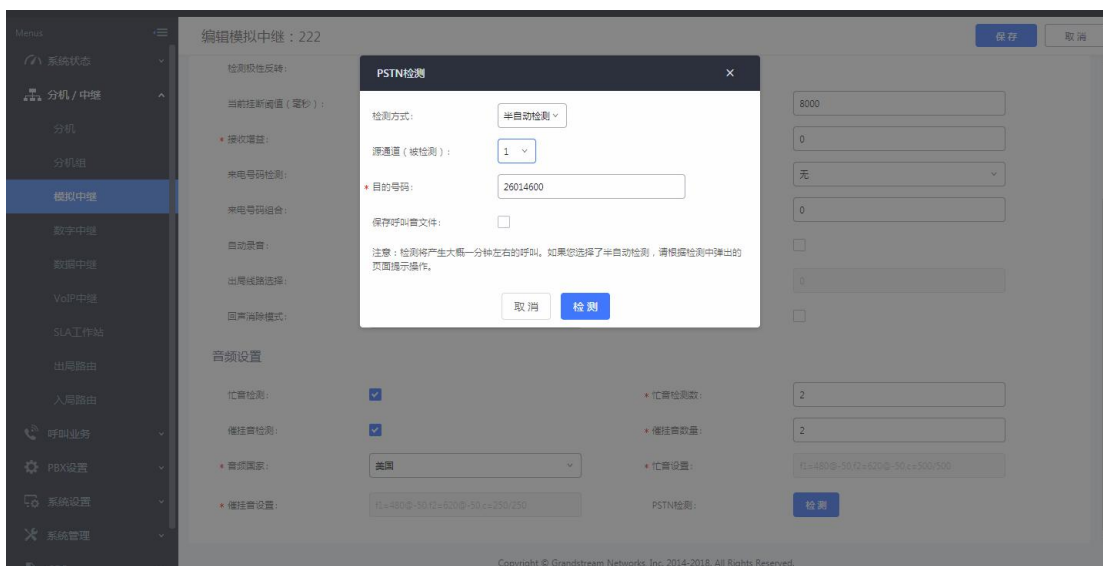 Menus
编辑模拟中继：222
保存
取消
系统状态
分机/中继
分机
分机组
模拟中继
数字中继
数据中继
VoIP中继
SLA工作站
出局路由
入局路由
呼叫业务
PBX设置
系统设置
系统管理
检测极性反转：
当前挂断阈值（毫秒）：
8000
* 接收增益：
0
来电号码检测：
无
来电号码组合：
0
自动录音：
出局线路选择：
0
回声消除模式：
PSTN检测
×
检测方式：
半自动检测
源通道（被检测）：
1
* 目的号码：
26014600
保存呼叫音文件：
注意：检测将产生大概一分钟左右的呼叫。如果您选择了半自动检测，请根据检测中弹出的
页面提示操作。
取消
检测
音频设置
忙音检测：
* 忙音检测数：
2
催挂音检测：
* 催挂音数量：
2
* 音频国家：
美国
* 忙音设置：
f1=480@-50,f2=620@-50,c=500/500
* 催挂音设置：
f1=480@-50,f2=620@-50,c=250/250
PSTN检测：
检测
Copyright © Grandstream Networks, Inc. 2014-2018. All Rights Reserved.